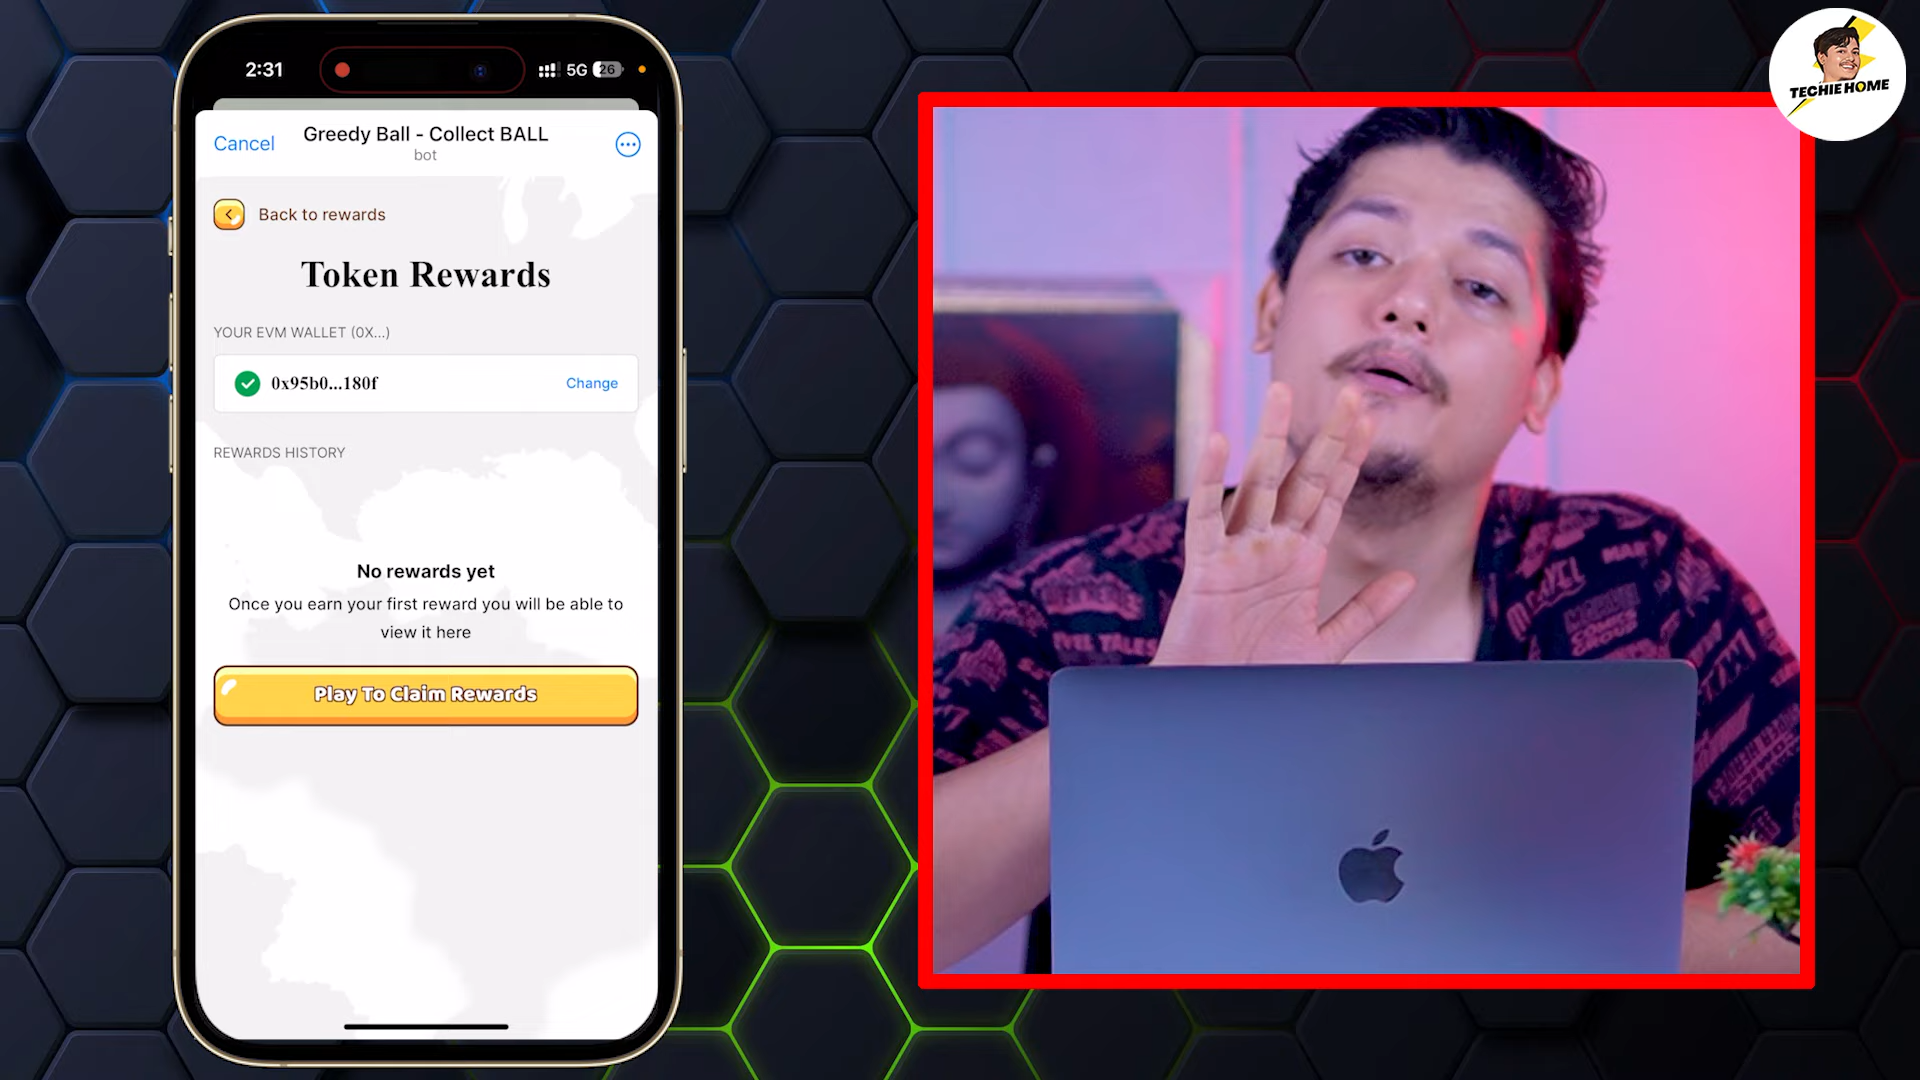 2:31
5G 26
Cancel
Greedy Ball - Collect BALL
bot
Back to rewards
Token Rewards
YOUR EVM WALLET (0X...)
0x95b0...180f
Change
REWARDS HISTORY
No rewards yet
Once you earn your first reward you will be able to
view it here
Play To Claim Rewards
TECHIE HOME
MARVEL TALES